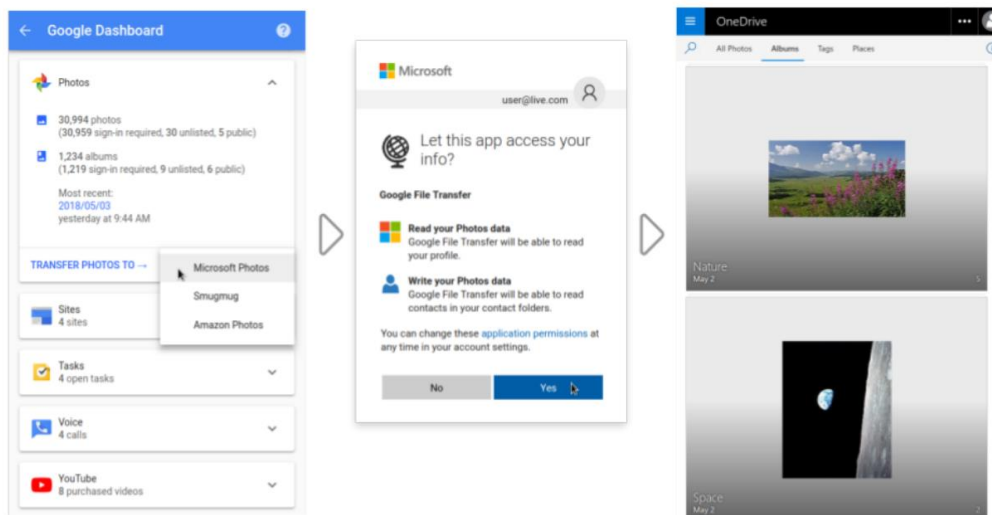 Google Dashboard
Photos
30,994 photos
(30,959 sign-in required, 30 unlisted, 5 public)
1,234 albums
(1,219 sign-in required, 9 unlisted, 6 public)
Most recent:
2018/05/03
yesterday at 9:44 AM
TRANSFER PHOTOS TO →
Microsoft Photos
Smugmug
Amazon Photos
Sites
4 sites
Tasks
4 open tasks
Voice
4 calls
YouTube
8 purchased videos
Microsoft
user@live.com
Let this app access your
info?
Google File Transfer
Read your Photos data
Google File Transfer will be able to read
your profile.
Write your Photos data
Google File Transfer will be able to read
contacts in your contact folders.
You can change these application permissions at
any time in your account settings.
No
Yes
OneDrive
All Photos
Albums
Tags
Places
Nature
May 2
5
Space
May 2
2